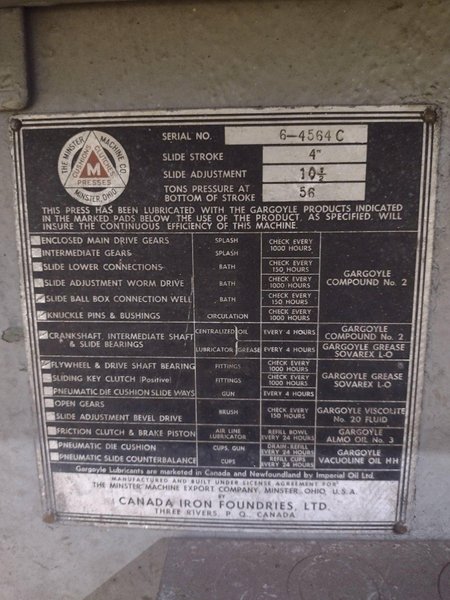 THE MINSTER MACHINE CO.
CUSHIONS CLUTCHES
M
PRESSES
MINSTER, OHIO
SERIAL NO. 6-4564 C
SLIDE STROKE 4"
SLIDE ADJUSTMENT
TONS PRESSURE AT
BOTTOM OF STROKE 56
THIS PRESS HAS BEEN LUBRICATED WITH THE GARGOYLE PRODUCTS INDICATED
IN THE MARKED PADS BELOW. THE USE OF THE PRODUCT, AS SPECIFIED, WILL
INSURE THE CONTINUOUS EFFICIENCY OF THIS MACHINE.
ENCLOSED MAIN DRIVE GEARS SPLASH CHECK EVERY 1000 HOURS
INTERMEDIATE GEARS SPLASH
SLIDE LOWER CONNECTIONS BATH CHECK EVERY 150 HOURS
SLIDE ADJUSTMENT WORM DRIVE BATH CHECK EVERY 1000 HOURS
GARGOYLE COMPOUND No. 2
SLIDE BALL BOX CONNECTION WELL BATH CHECK EVERY 150 HOURS
KNUCKLE PINS & BUSHINGS CIRCULATION CHECK EVERY 1000 HOURS
CRANKSHAFT, INTERMEDIATE SHAFT & SLIDE BEARINGS
CENTRALIZED OIL EVERY 4 HOURS GARGOYLE COMPOUND No. 2
LUBRICATOR GREASE EVERY 4 HOURS GARGOYLE GREASE SOVAREX L-O
FLYWHEEL & DRIVE SHAFT BEARING FITTINGS CHECK EVERY 1000 HOURS
SLIDING KEY CLUTCH (Positive) FITTINGS CHECK EVERY 1000 HOURS
GARGOYLE GREASE SOVAREX L-O
PNEUMATIC DIE CUSHION SLIDE WAYS GUN EVERY 4 HOURS
OPEN GEARS
SLIDE ADJUSTMENT BEVEL DRIVE BRUSH CHECK EVERY 150 HOURS GARGOYLE VISCOLITE No. 20 FLUID
FRICTION CLUTCH & BRAKE PISTON AIR LINE LUBRICATOR REFILL BOWL EVERY 24 HOURS GARGOYLE ALMO OIL No. 3
PNEUMATIC DIE CUSHION CUPS, GUN DRAIN-REFILL EVERY 24 HOURS
PNEUMATIC SLIDE COUNTERBALANCE CUPS REFILL CUPS EVERY 24 HOURS
GARGOYLE VACUOLINE OIL HH
Gargoyle Lubricants are marketed in Canada and Newfoundland by Imperial Oil Ltd.
MANUFACTURED AND BUILT UNDER LICENSE AGREEMENT FOR
THE MINSTER MACHINE EXPORT COMPANY, MINSTER, OHIO, U.S.A.
BY
CANADA IRON FOUNDRIES, LTD.
THREE RIVERS, P. Q., CANADA